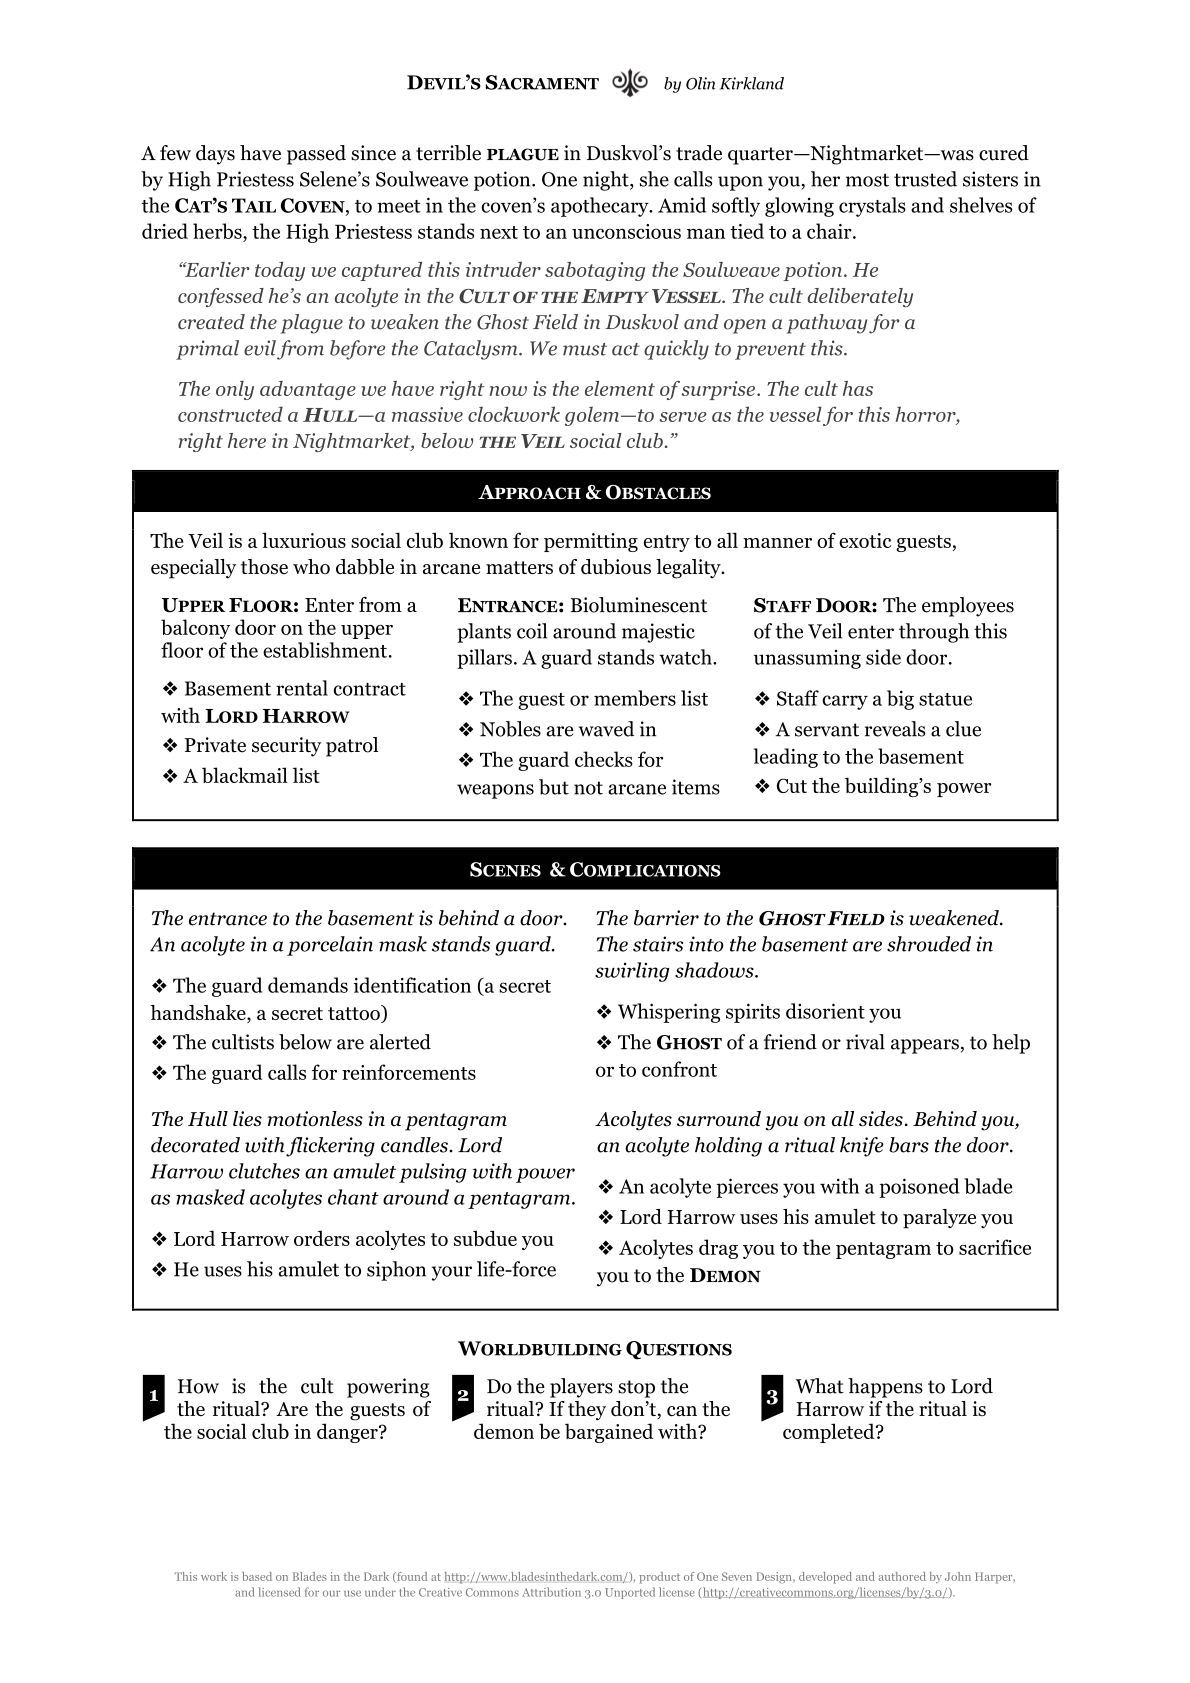 DEVIL’S SACRAMENT by Olin Kirkland
A few days have passed since a terrible PLAGUE in Duskvol’s trade quarter—Nightmarket—was cured
by High Priestess Selene’s Soulweave potion. One night, she calls upon you, her most trusted sisters in
the CAT’S TAIL COVEN, to meet in the coven’s apothecary. Amid softly glowing crystals and shelves of
dried herbs, the High Priestess stands next to an unconscious man tied to a chair.
“Earlier today we captured this intruder sabotaging the Soulweave potion. He
confessed he’s an acolyte in the CULT OF THE EMPTY VESSEL. The cult deliberately
created the plague to weaken the Ghost Field in Duskvol and open a pathway for a
primal evil from before the Cataclysm. We must act quickly to prevent this.
The only advantage we have right now is the element of surprise. The cult has
constructed a HULL—a massive clockwork golem—to serve as the vessel for this horror,
right here in Nightmarket, below THE VEIL social club.”
APPROACH & OBSTACLES
The Veil is a luxurious social club known for permitting entry to all manner of exotic guests,
especially those who dabble in arcane matters of dubious legality.
UPPER FLOOR: Enter from a
balcony door on the upper
floor of the establishment.
❖ Basement rental contract
with LORD HARROW
❖ Private security patrol
❖ A blackmail list
ENTRANCE: Bioluminescent
plants coil around majestic
pillars. A guard stands watch.
❖ The guest or members list
❖ Nobles are waved in
❖ The guard checks for
weapons but not arcane items
STAFF DOOR: The employees
of the Veil enter through this
unassuming side door.
❖ Staff carry a big statue
❖ A servant reveals a clue
leading to the basement
❖ Cut the building’s power
SCENES & COMPLICATIONS
The entrance to the basement is behind a door.
An acolyte in a porcelain mask stands guard.
❖ The guard demands identification (a secret
handshake, a secret tattoo)
❖ The cultists below are alerted
❖ The guard calls for reinforcements
The barrier to the GHOST FIELD is weakened.
The stairs into the basement are shrouded in
swirling shadows.
❖ Whispering spirits disorient you
❖ The GHOST of a friend or rival appears, to help
or to confront
The Hull lies motionless in a pentagram
decorated with flickering candles. Lord
Harrow clutches an amulet pulsing with power
as masked acolytes chant around a pentagram.
❖ Lord Harrow orders acolytes to subdue you
❖ He uses his amulet to siphon your life-force
Acolytes surround you on all sides. Behind you,
an acolyte holding a ritual knife bars the door.
❖ An acolyte pierces you with a poisoned blade
❖ Lord Harrow uses his amulet to paralyze you
❖ Acolytes drag you to the pentagram to sacrifice
you to the DEMON
WORLDBUILDING QUESTIONS
1 How is the cult powering
the ritual? Are the guests of
the social club in danger?
2 Do the players stop the
ritual? If they don’t, can the
demon be bargained with?
3 What happens to Lord
Harrow if the ritual is
completed?
This work is based on Blades in the Dark (found at http://www.bladesinthedark.com/), product of One Seven Design, developed and authored by John Harper,
and licensed for our use under the Creative Commons Attribution 3.0 Unported license (http://creativecommons.org/licenses/by/3.0/).